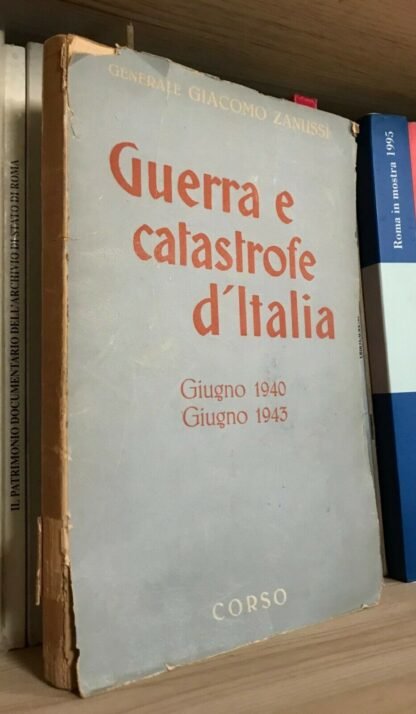 GENERALE GIACOMO ZANUSSI
Guerra e
catastrofe
d'Italia
Giugno 1940
Giugno 1943
CORSO
IL PATRIMONIO DOCUMENTARIO DELL'ARCHIVIO DI STATO DI ROMA
Roma in mostra 1995